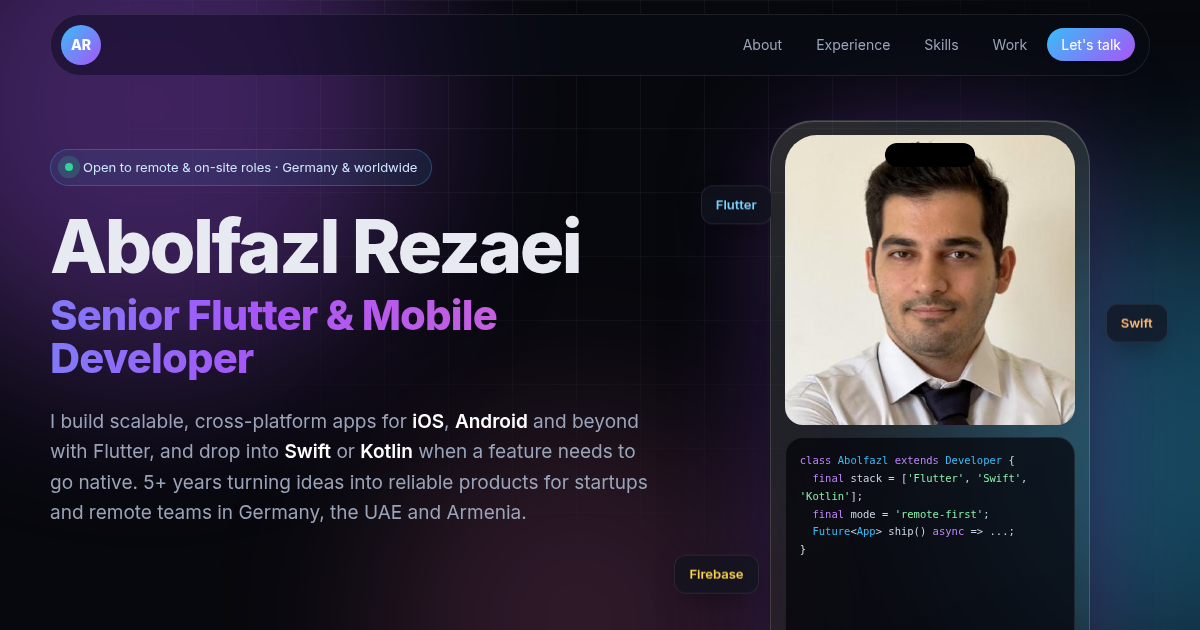 AR
About
Experience
Skills
Work
Let's talk
Open to remote & on-site roles · Germany & worldwide
Abolfazl Rezaei
Senior Flutter & Mobile
Developer
I build scalable, cross-platform apps for iOS, Android and beyond
with Flutter, and drop into Swift or Kotlin when a feature needs to
go native. 5+ years turning ideas into reliable products for startups
and remote teams in Germany, the UAE and Armenia.
Flutter
Swift
Firebase
class Abolfazl extends Developer {
  final stack = ['Flutter', 'Swift',
'Kotlin'];
  final mode = 'remote-first';
  Future<App> ship() async => ...;
}